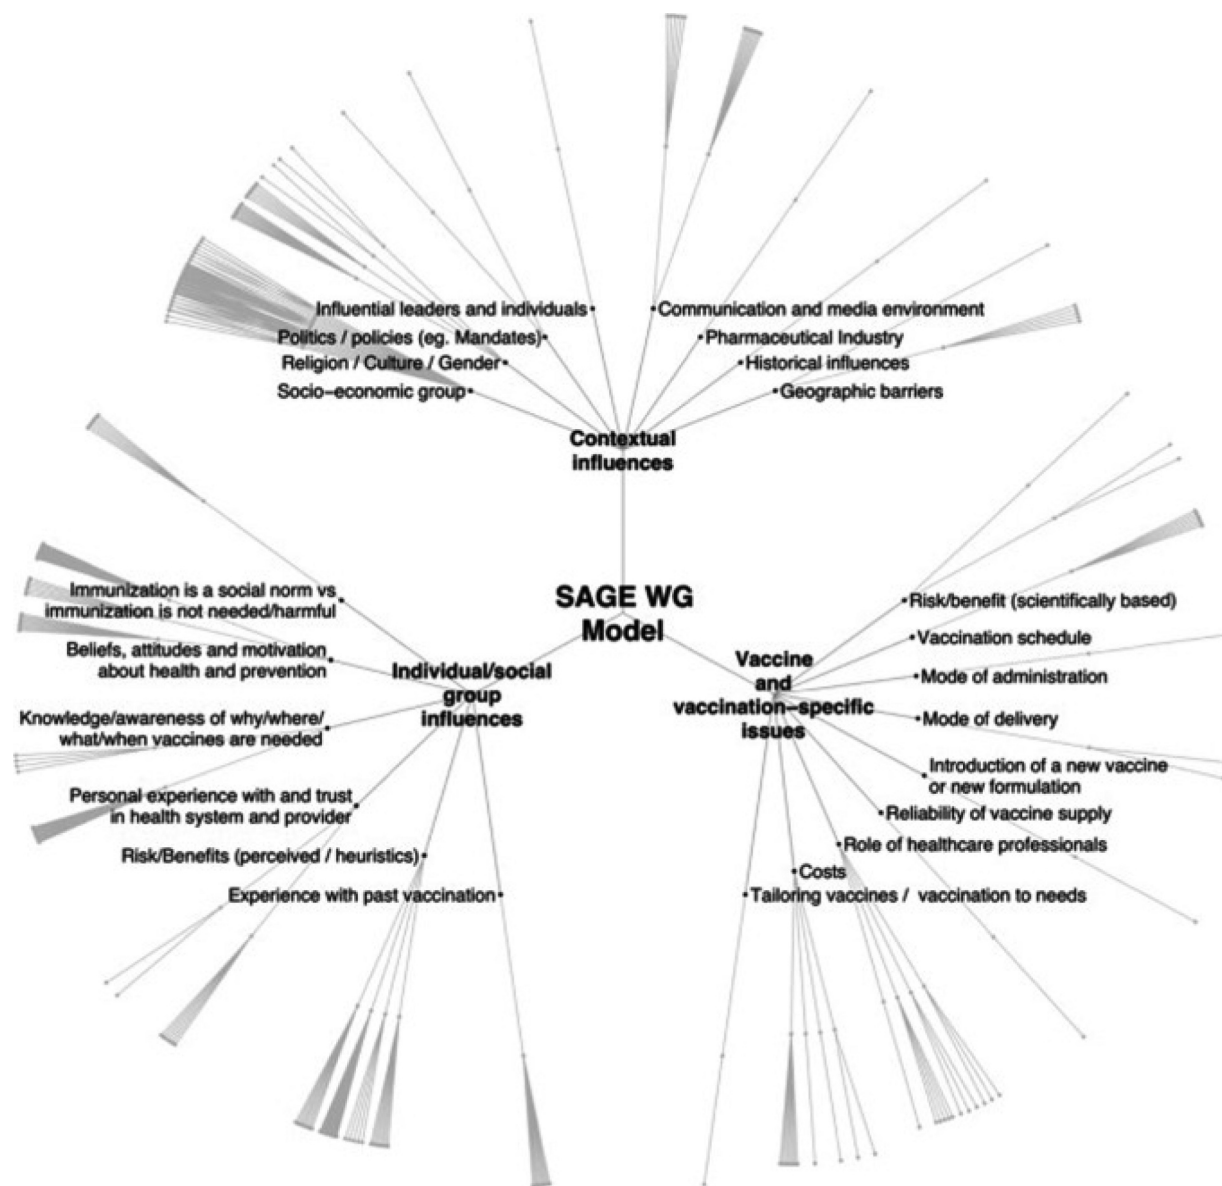 Influential leaders and individuals
Politics / policies (eg. Mandates)
Religion / Culture / Gender
Socio-economic group
Communication and media environment
Pharmaceutical Industry
Historical influences
Geographic barriers
Contextual
influences
SAGE WG
Model
Immunization is a social norm vs
immunization is not needed/harmful
Beliefs, attitudes and motivation
about health and prevention
Knowledge/awareness of why/where/
what/when vaccines are needed
Personal experience with and trust
in health system and provider
Risk/Benefits (perceived / heuristics)
Experience with past vaccination
Individual/social
group
influences
Vaccine
and
vaccination-specific
issues
Risk/benefit (scientifically based)
Vaccination schedule
Mode of administration
Mode of delivery
Introduction of a new vaccine
or new formulation
Reliability of vaccine supply
Role of healthcare professionals
Costs
Tailoring vaccines / vaccination to needs